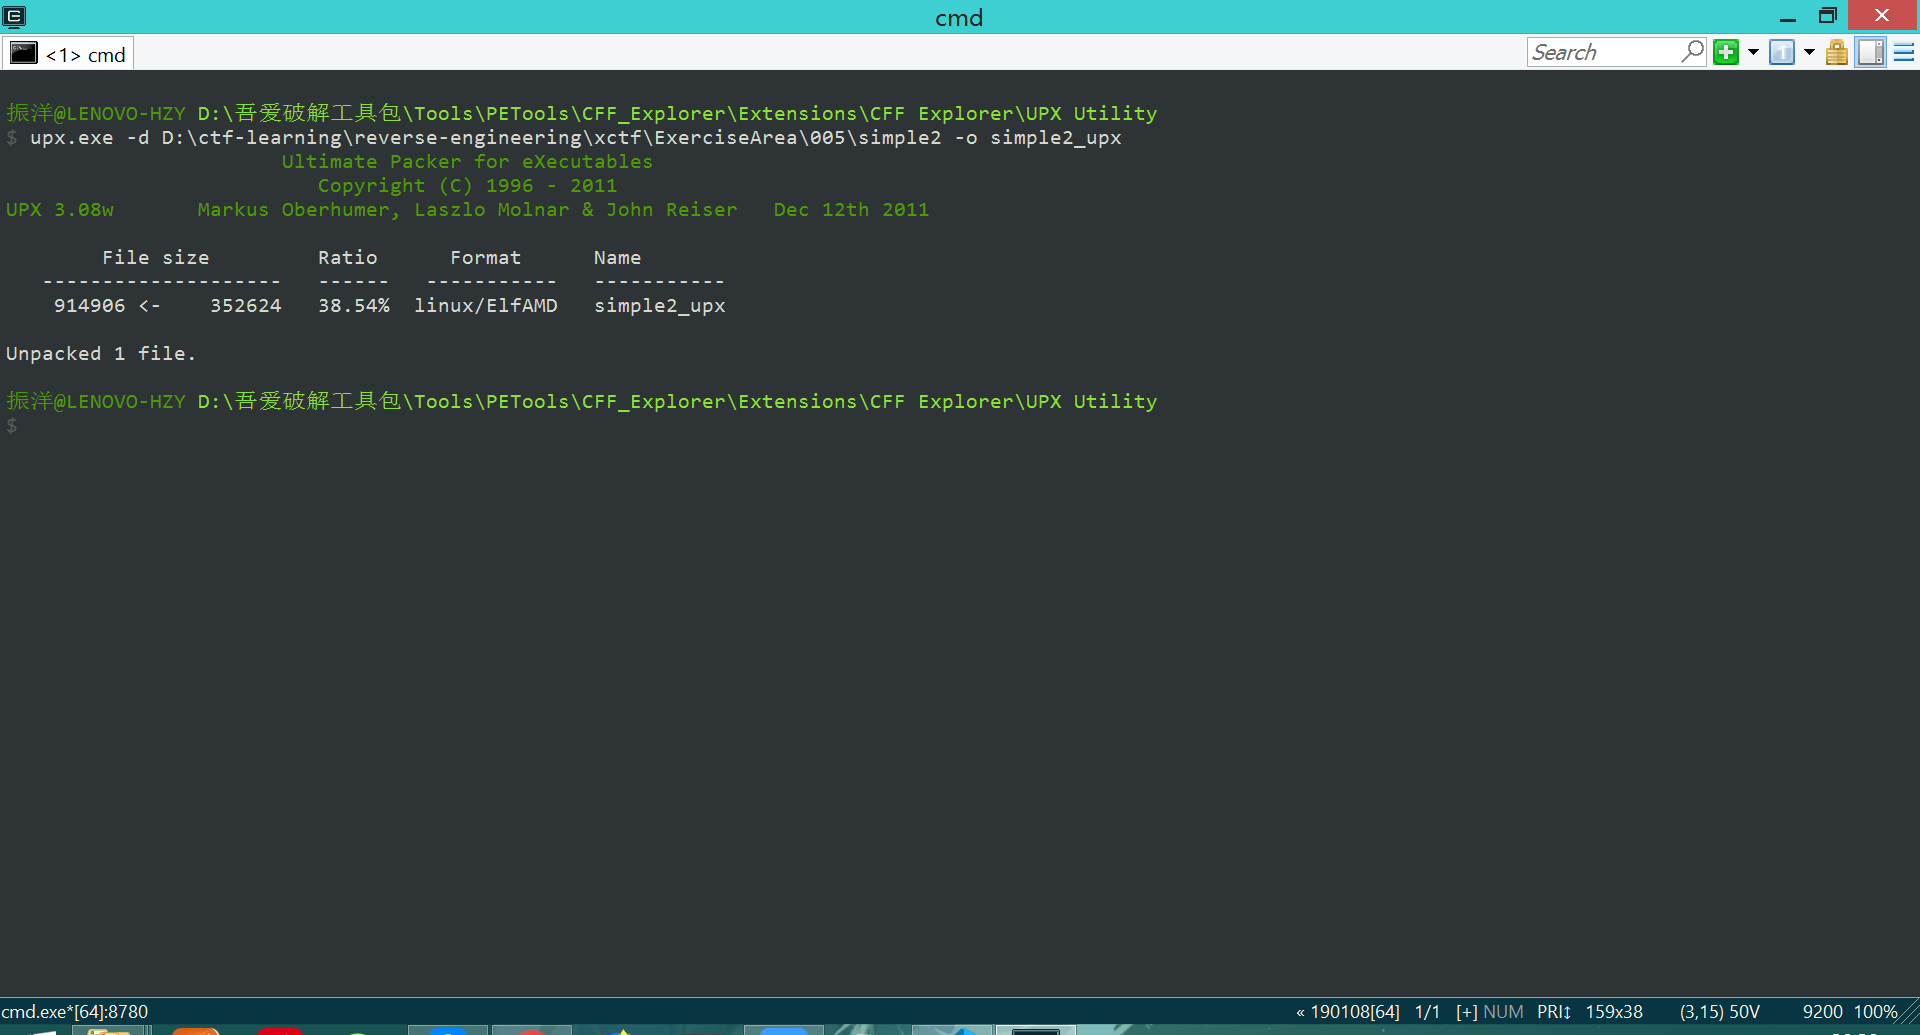 cmd
<1> cmd
Search
振洋@LENOVO-HZY D:\吾爱破解工具包\Tools\PETools\CFF_Explorer\Extensions\CFF Explorer\UPX Utility
$ upx.exe -d D:\ctf-learning\reverse-engineering\xctf\ExerciseArea\005\simple2 -o simple2_upx
Ultimate Packer for eXecutables
Copyright (C) 1996 - 2011
UPX 3.08w Markus Oberhumer, Laszlo Molnar & John Reiser Dec 12th 2011
File size Ratio Format Name
-------------------- ------ ----------- -----------
914906 <- 352624 38.54% linux/ElfAMD simple2_upx
Unpacked 1 file.
振洋@LENOVO-HZY D:\吾爱破解工具包\Tools\PETools\CFF_Explorer\Extensions\CFF Explorer\UPX Utility
$
cmd.exe*[64]:8780 « 190108[64] 1/1 [+] NUM PRI↕ 159x38 (3,15) 50V 9200 100%